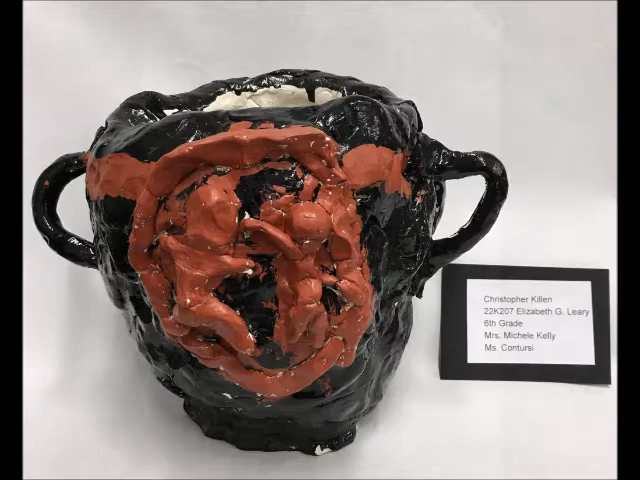 Christopher Killen
22K207 Elizabeth G. Leary
6th Grade
Mrs. Michele Kelly
Ms. Contursi